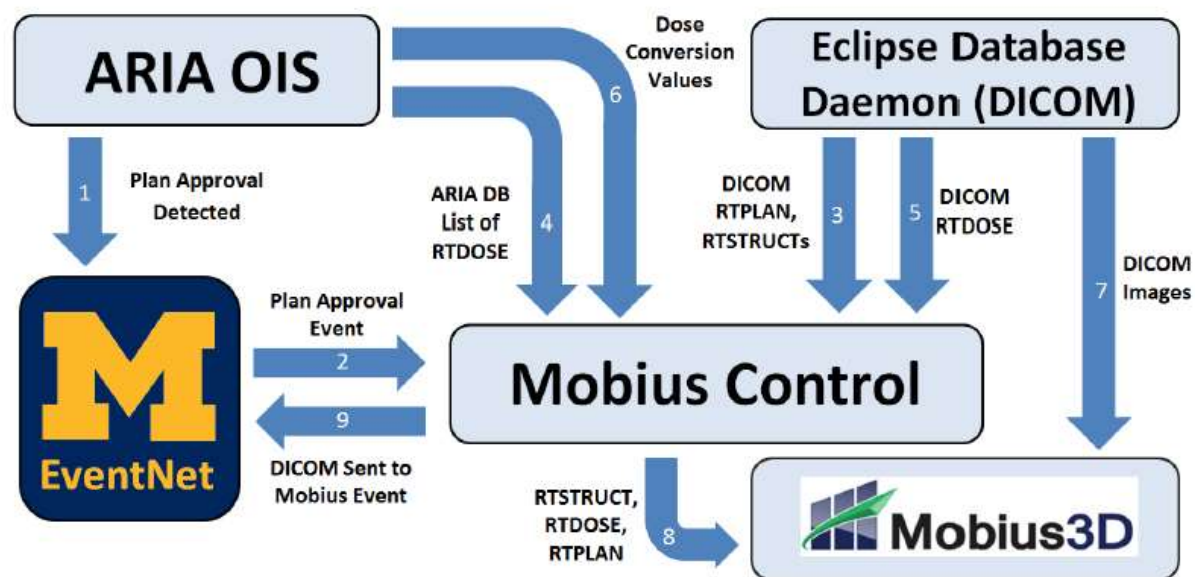 ARIA OIS
Dose
Conversion
Values
Eclipse Database
Daemon (DICOM)
1
Plan Approval
Detected
6
ARIA DB
List of
RTDOSE
4
DICOM
RTPLAN,
RTSTRUCTs
3
5
DICOM
RTDOSE
7
DICOM
Images
M
EventNet
Plan Approval
Event
2
9
DICOM Sent to
Mobius Event
Mobius Control
RTSTRUCT,
RTDOSE,
RTPLAN
8
Mobius3D